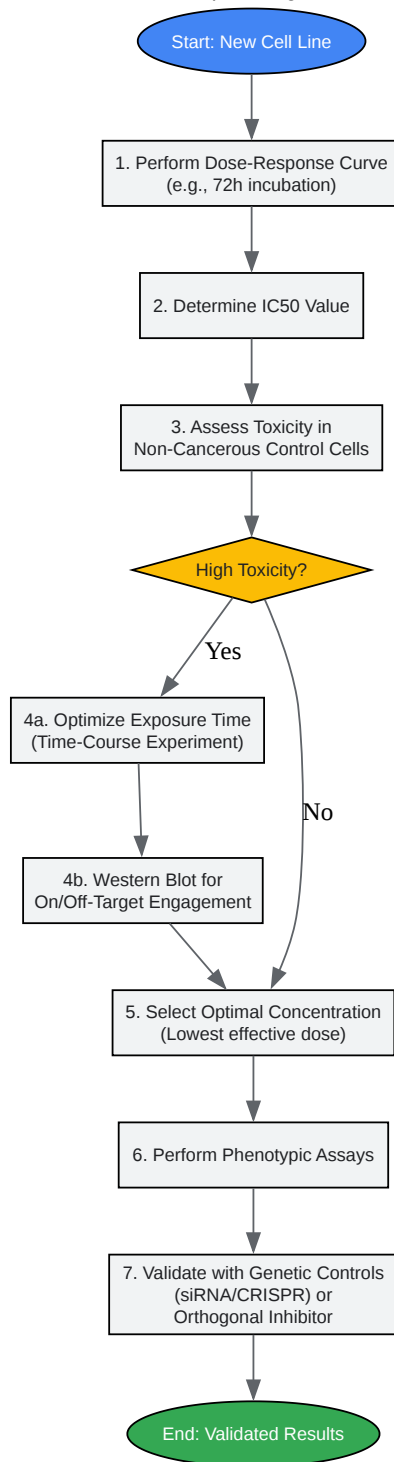 Start: New Cell Line
1. Perform Dose-Response Curve
(e.g., 72h incubation)
2. Determine IC50 Value
3. Assess Toxicity in
Non-Cancerous Control Cells
High Toxicity?
Yes
4a. Optimize Exposure Time
(Time-Course Experiment)
No
4b. Western Blot for
On/Off-Target Engagement
5. Select Optimal Concentration
(Lowest effective dose)
6. Perform Phenotypic Assays
7. Validate with Genetic Controls
(siRNA/CRISPR) or
Orthogonal Inhibitor
End: Validated Results